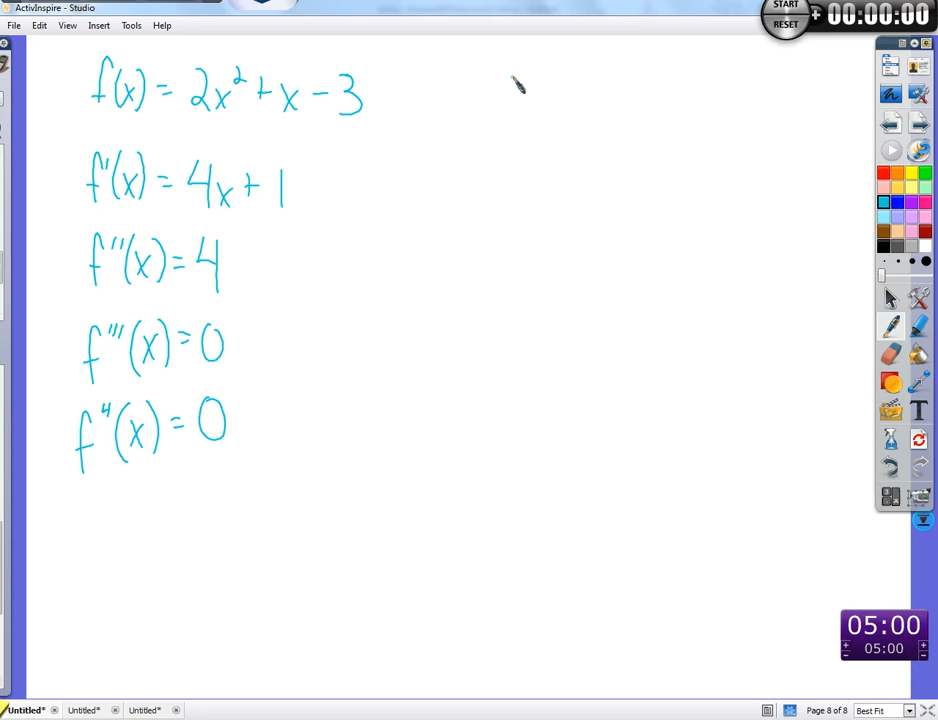 ActivInspire - Studio
START
RESET
+ 00:00:00
File Edit View Insert Tools Help
f(x) = 2x² + x - 3
f'(x) = 4x + 1
f''(x) = 4
f'''(x) = 0
f⁴(x) = 0
T
05:00
+ 05:00 +
- -
Untitled* Untitled* Untitled* Page 8 of 8 Best Fit